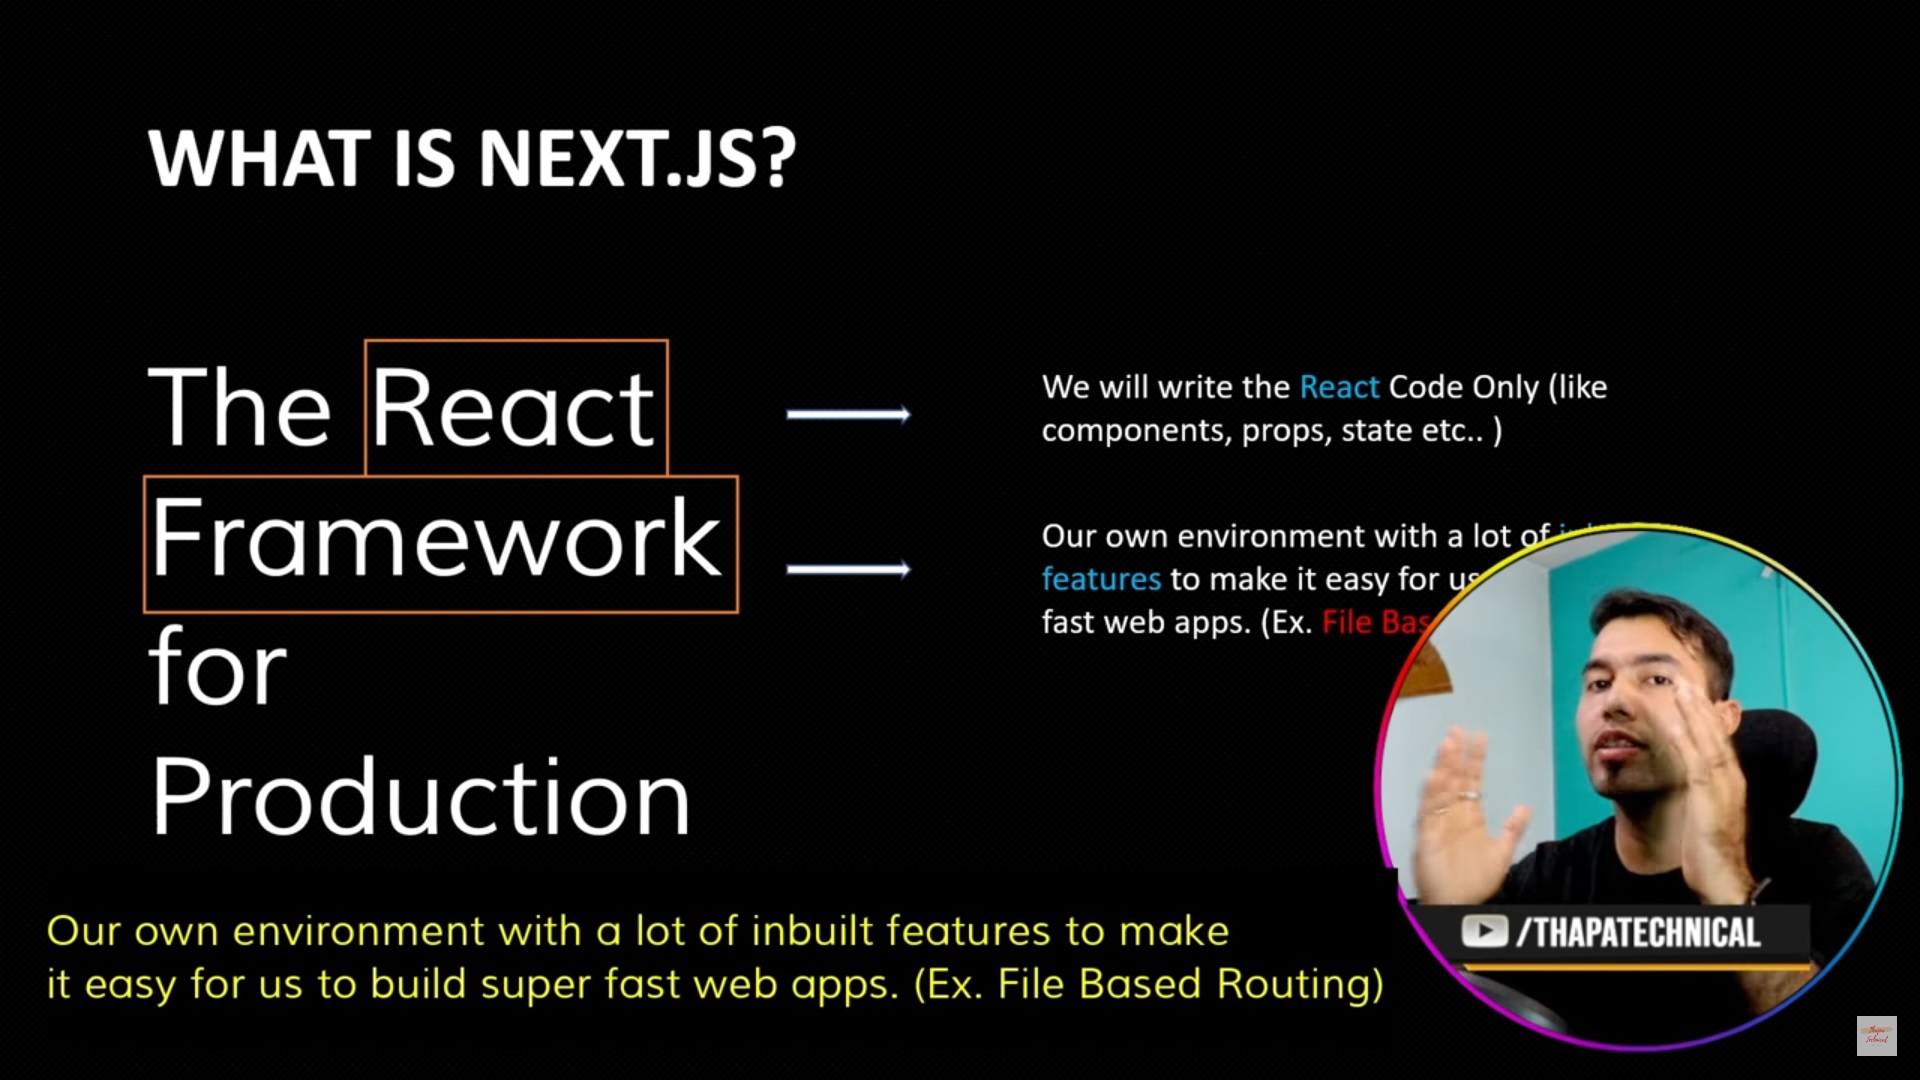 WHAT IS NEXT.JS?
The React
Framework
for
Production
We will write the React Code Only (like
components, props, state etc.. )
Our own environment with a lot of
features to make it easy for us
fast web apps. (Ex. File Bas
Our own environment with a lot of inbuilt features to make
it easy for us to build super fast web apps. (Ex. File Based Routing)
/THAPATECHNICAL
Thapa
Technical